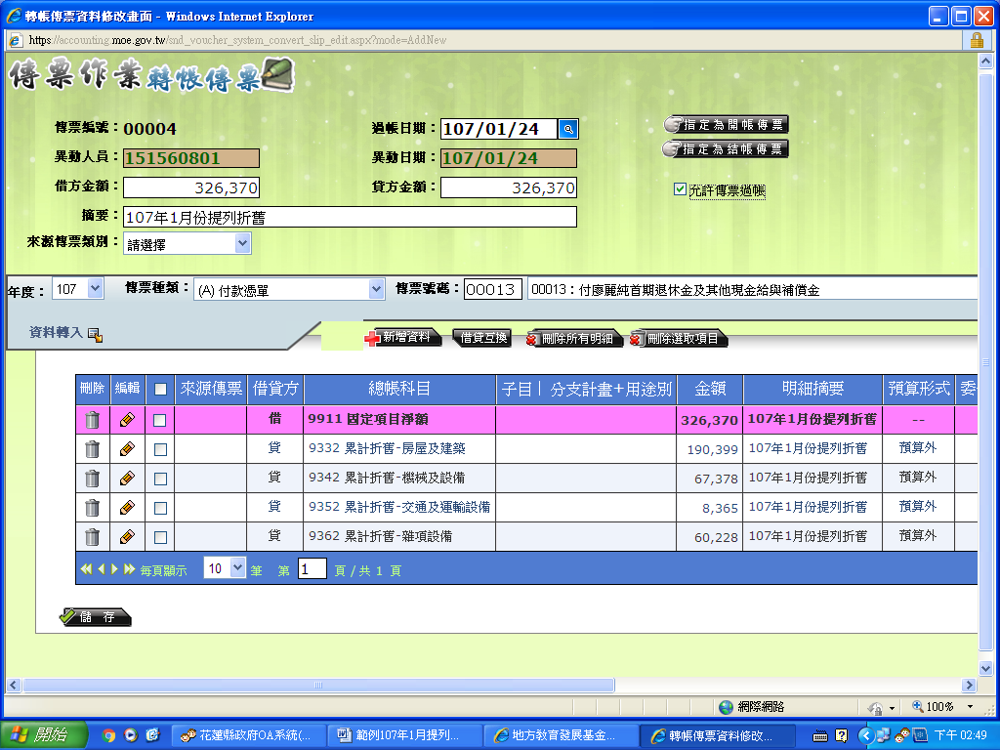 轉帳傳票資料修改畫面 - Windows Internet Explorer
https://accounting.moe.gov.tw/snd_voucher_system_convert_slip_edit.aspx?mode=AddNew
傳票作業 轉帳傳票
傳票編號：00004 過帳日期：107/01/24 指定為開帳傳票
異動人員：151560801 異動日期：107/01/24 指定為結帳傳票
借方金額：326,370 貸方金額：326,370 允許傳票過帳
摘要：107年1月份提列折舊
來源傳票類別：請選擇
年度：107 傳票種類：(A) 付款憑單 傳票號碼：00013 00013：付廖麗純首期退休金及其他現金給與補償金
資料轉入 新增資料 借貸互換 刪除所有明細 刪除選取項目
刪除 編輯 來源傳票 借貸方 總帳科目 子目｜分支計畫+用途別 金額 明細摘要 預算形式 委
借 9911 固定項目淨額 326,370 107年1月份提列折舊 --
貸 9332 累計折舊-房屋及建築 190,399 107年1月份提列折舊 預算外
貸 9342 累計折舊-機械及設備 67,378 107年1月份提列折舊 預算外
貸 9352 累計折舊-交通及運輸設備 8,365 107年1月份提列折舊 預算外
貸 9362 累計折舊-雜項設備 60,228 107年1月份提列折舊 預算外
每頁顯示 10 筆 第 1 頁 / 共 1 頁
儲 存
網際網路 100%
開始 花蓮縣政府OA系統(... 範例107年1月提列... 地方教育發展基金... 轉帳傳票資料修改... 下午 02:49